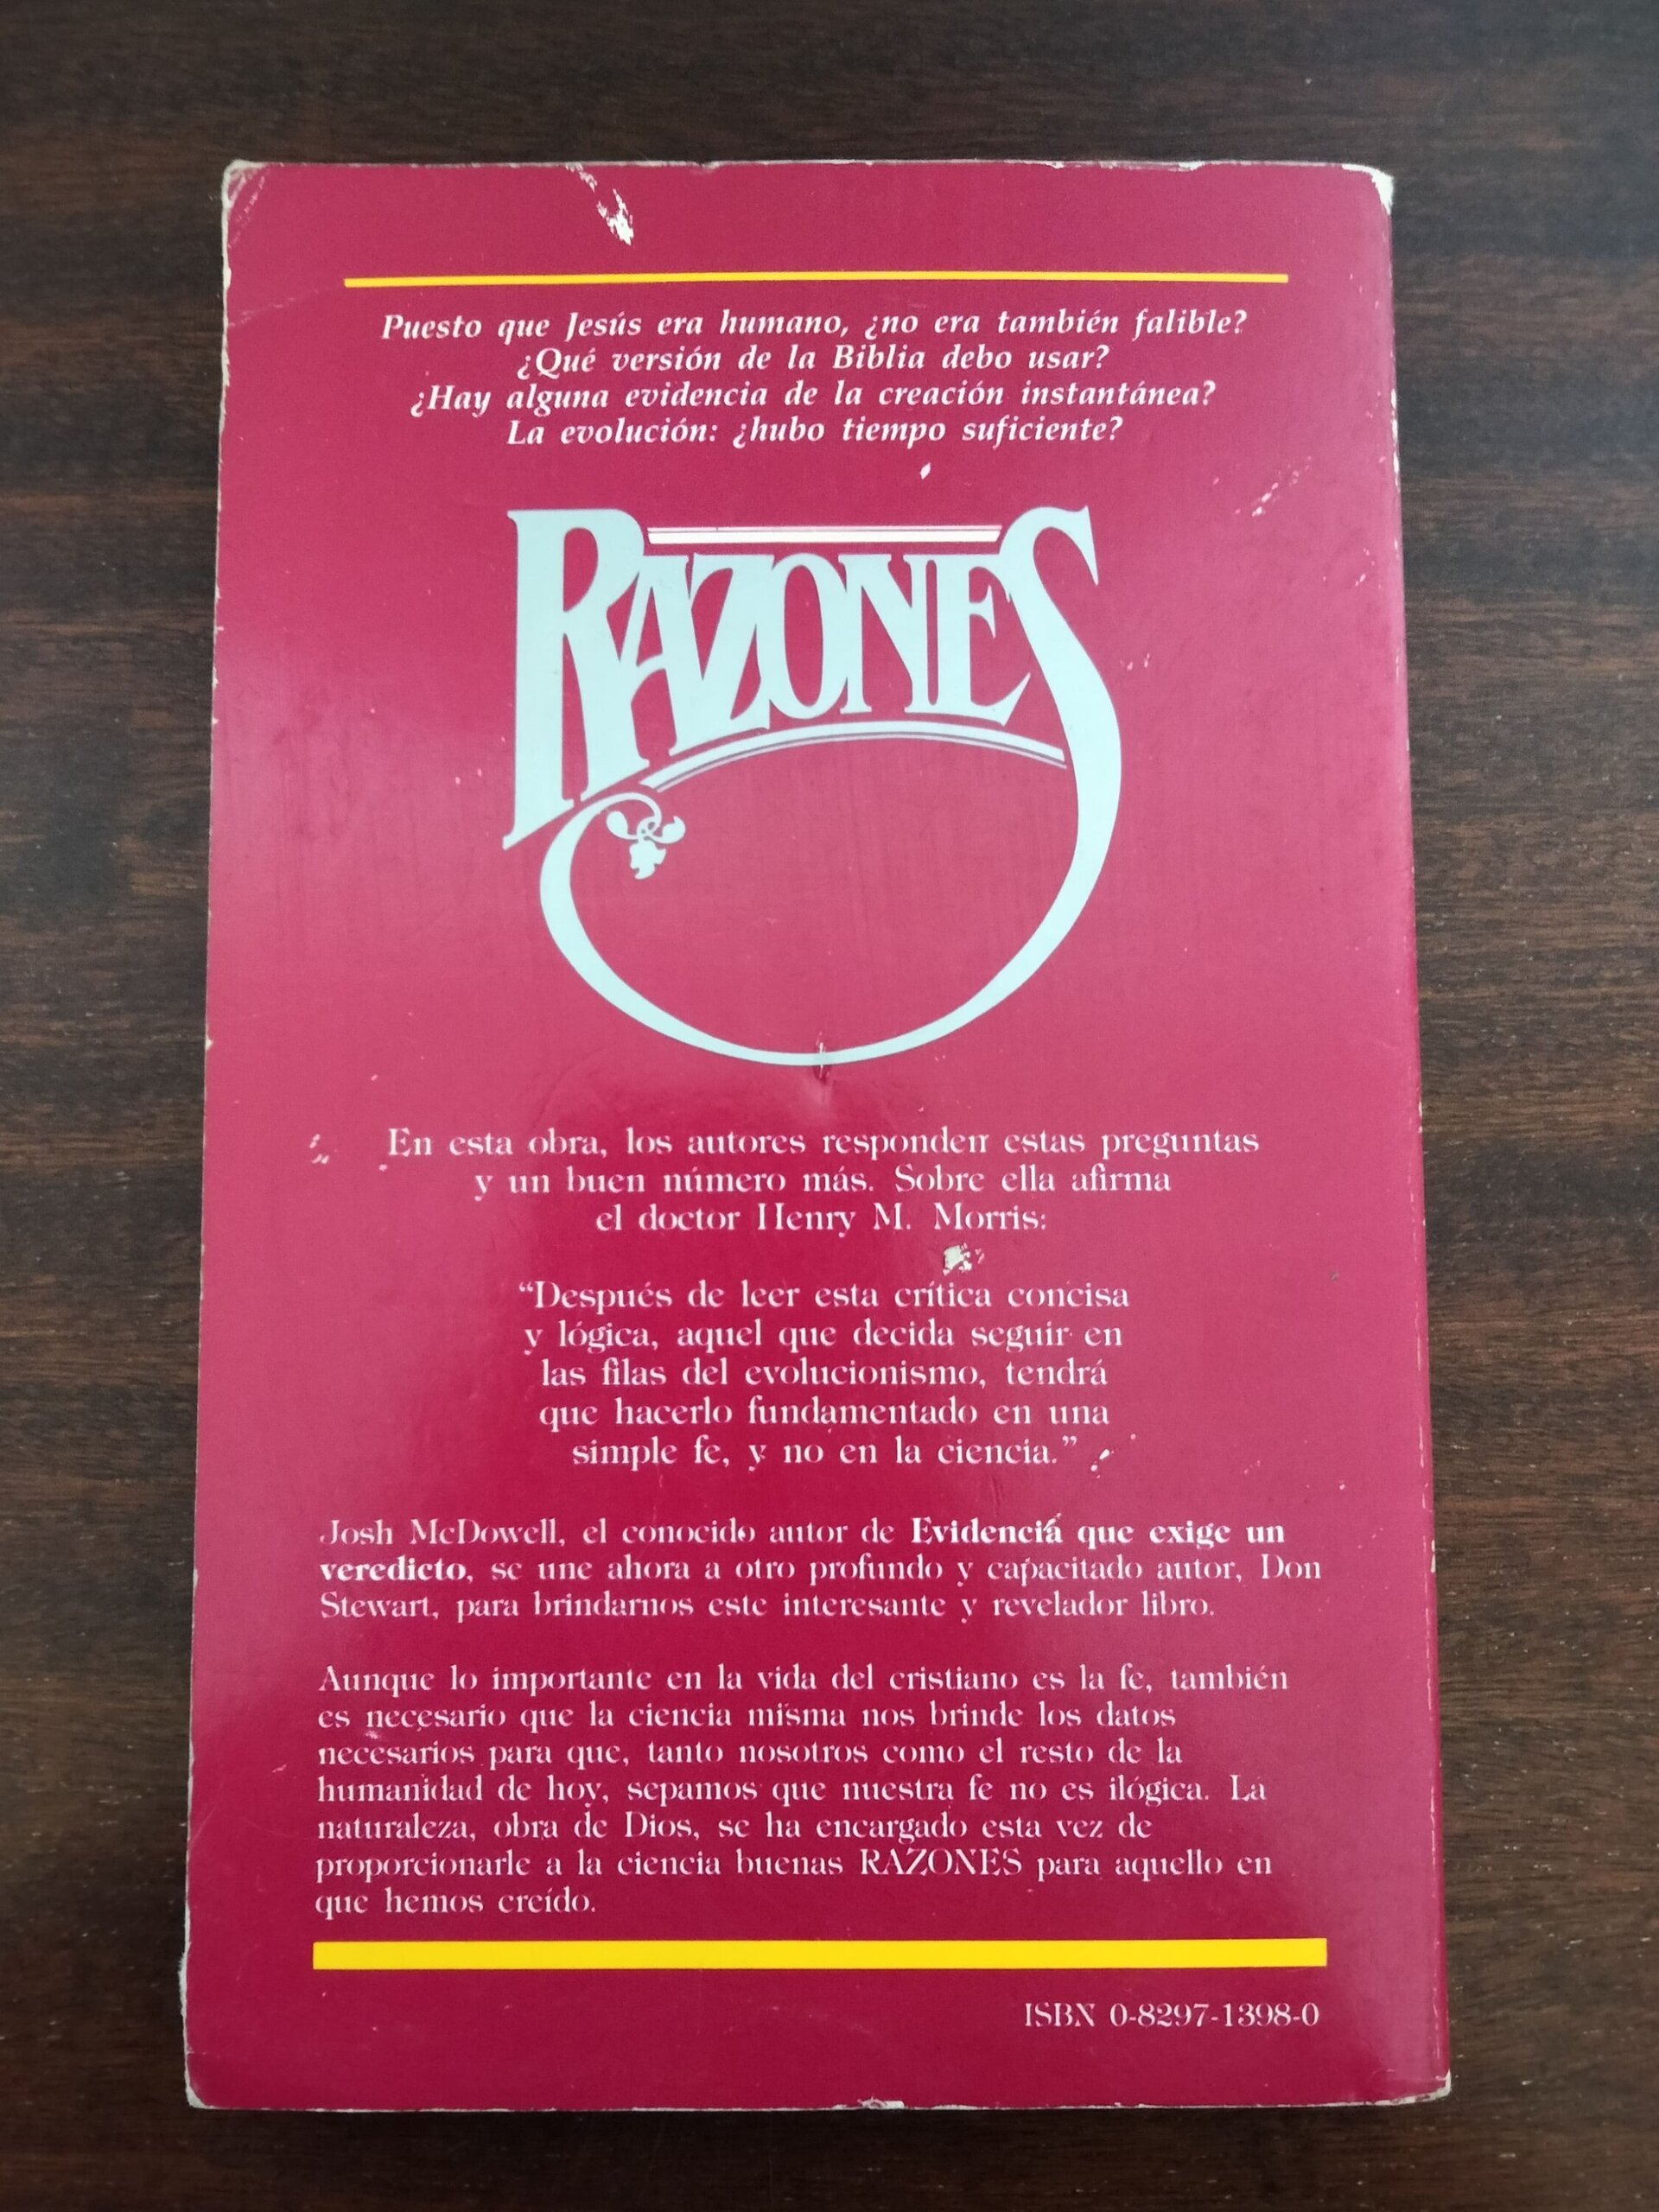 Puesto que Jesús era humano, ¿no era también falible?
¿Qué versión de la Biblia debo usar?
¿Hay alguna evidencia de la creación instantánea?
La evolución: ¿hubo tiempo suficiente?
RAZONES
En esta obra, los autores responden estas preguntas
y un buen número más. Sobre ella afirma
el doctor Henry M. Morris:
“Después de leer esta crítica concisa
y lógica, aquel que decida seguir en
las filas del evolucionismo, tendrá
que hacerlo fundamentado en una
simple fe, y no en la ciencia.”
Josh McDowell, el conocido autor de Evidencia que exige un
veredicto, se une ahora a otro profundo y capacitado autor, Don
Stewart, para brindarnos este interesante y revelador libro.
Aunque lo importante en la vida del cristiano es la fe, también
es necesario que la ciencia misma nos brinde los datos
necesarios para que, tanto nosotros como el resto de la
humanidad de hoy, sepamos que nuestra fe no es ilógica. La
naturaleza, obra de Dios, se ha encargado esta vez de
proporcionarle a la ciencia buenas RAZONES para aquello en
que hemos creído.
ISBN 0-8297-1398-0